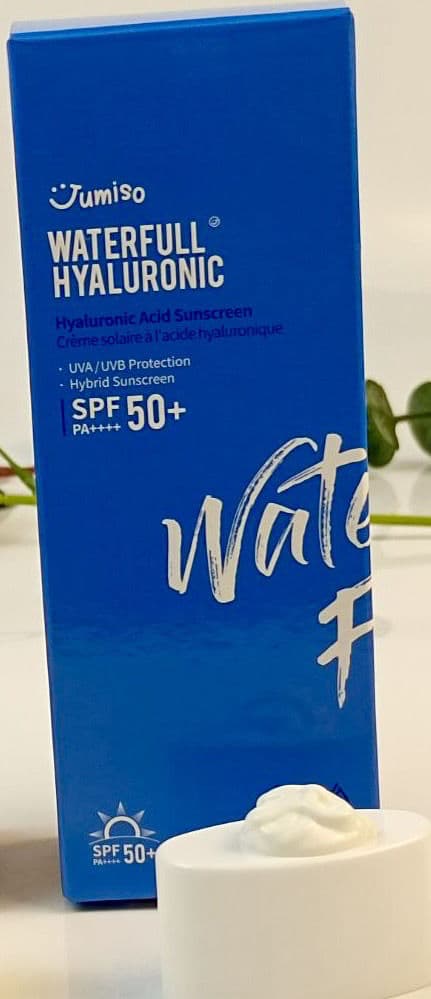 Jumiso
WATERFULL
HYALURONIC
Hyaluronic Acid Sunscreen
Crème solaire à l'acide hyaluronique
· UVA/UVB Protection
· Hybrid Sunscreen
SPF 50+
PA++++
Wate
F
SPF 50+
PA++++